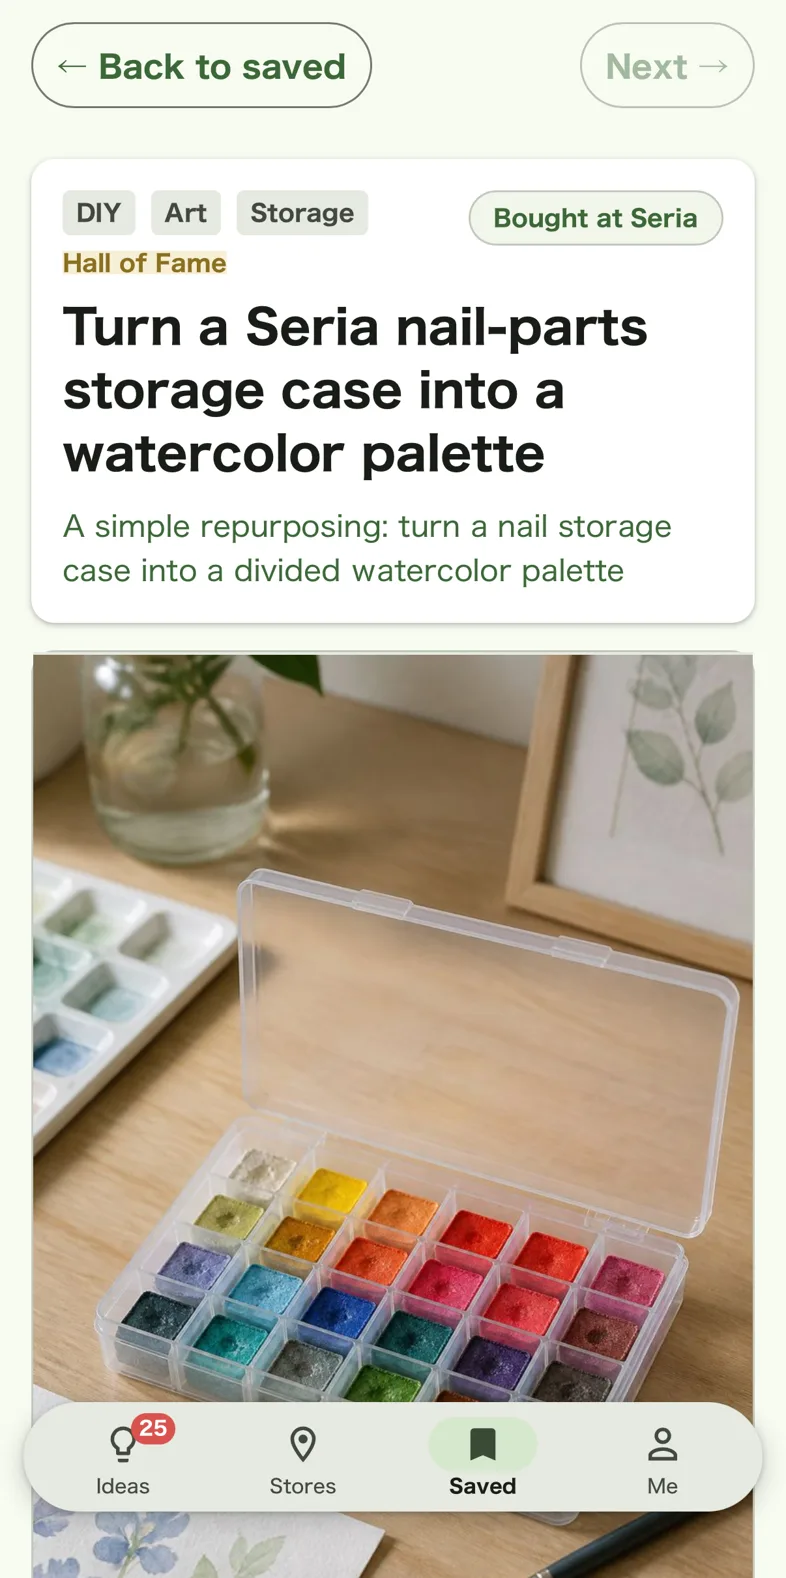 ← Back to saved
Next →
DIY
Art
Storage
Bought at Seria
Hall of Fame
Turn a Seria nail-parts
storage case into a
watercolor palette
A simple repurposing: turn a nail storage
case into a divided watercolor palette
25
Ideas
Stores
Saved
Me